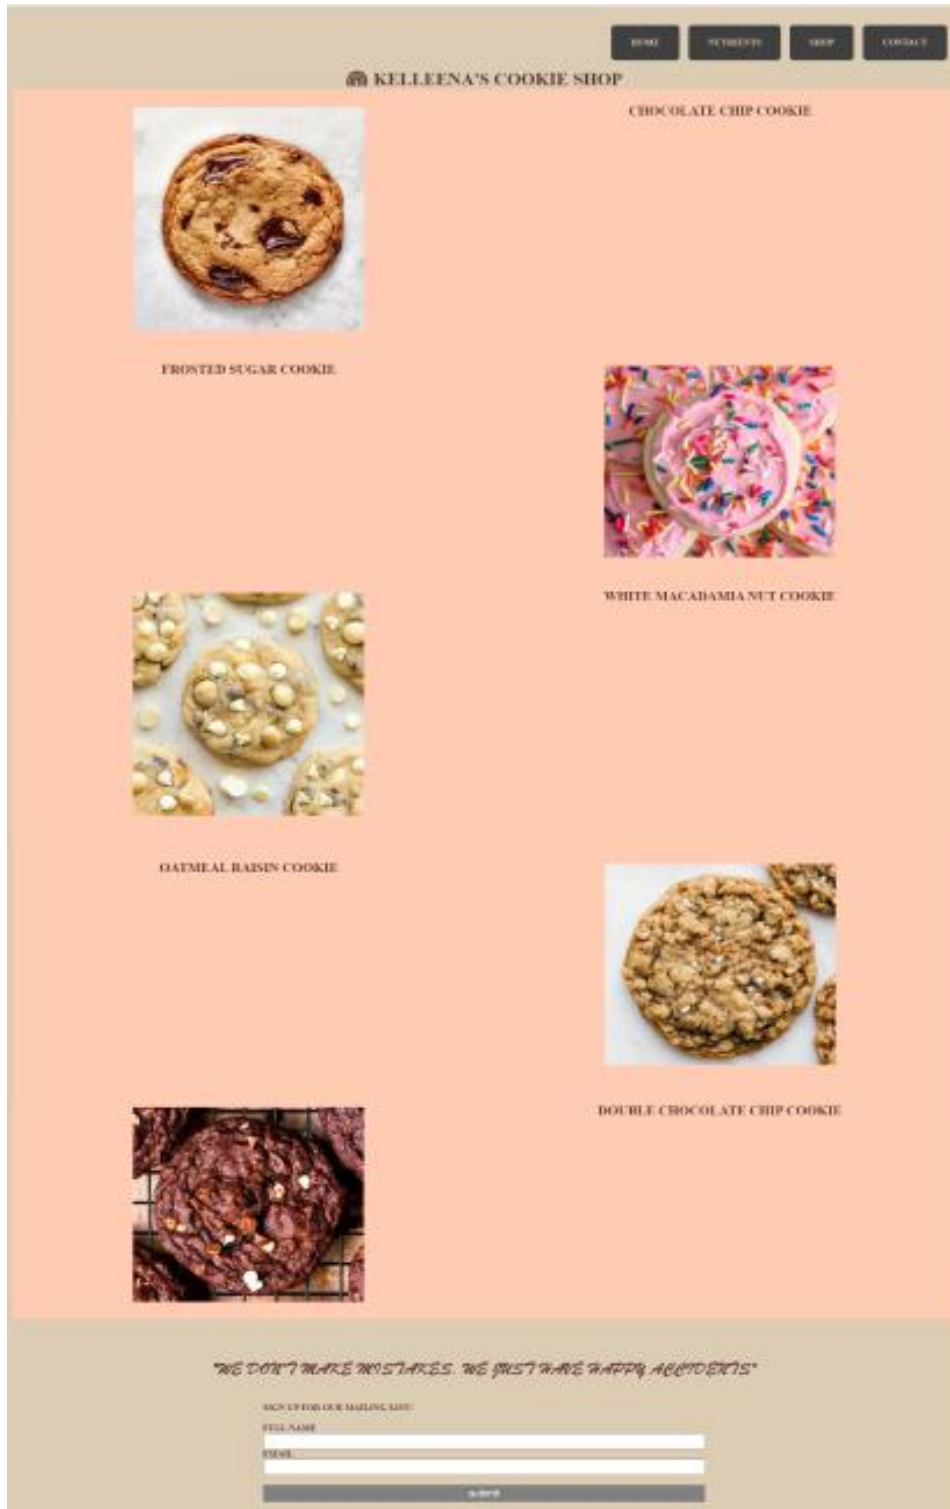 HOME NUTRIENTS SHOP CONTACT
KELLEENA'S COOKIE SHOP
CHOCOLATE CHIP COOKIE
FROSTED SUGAR COOKIE
WHITE MACADAMIA NUT COOKIE
OATMEAL RAISIN COOKIE
DOUBLE CHOCOLATE CHIP COOKIE
"WE DON'T MAKE MISTAKES. WE JUST HAVE HAPPY ACCIDENTS"
SIGN UP FOR OUR MAILING LIST!
FULL NAME
EMAIL
submit